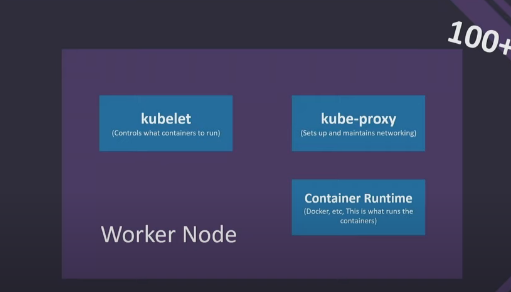 100+
kubelet
(Controls what containers to run)
kube-proxy
(Sets up and maintains networking)
Container Runtime
(Docker, etc, This is what runs the
containers)
Worker Node